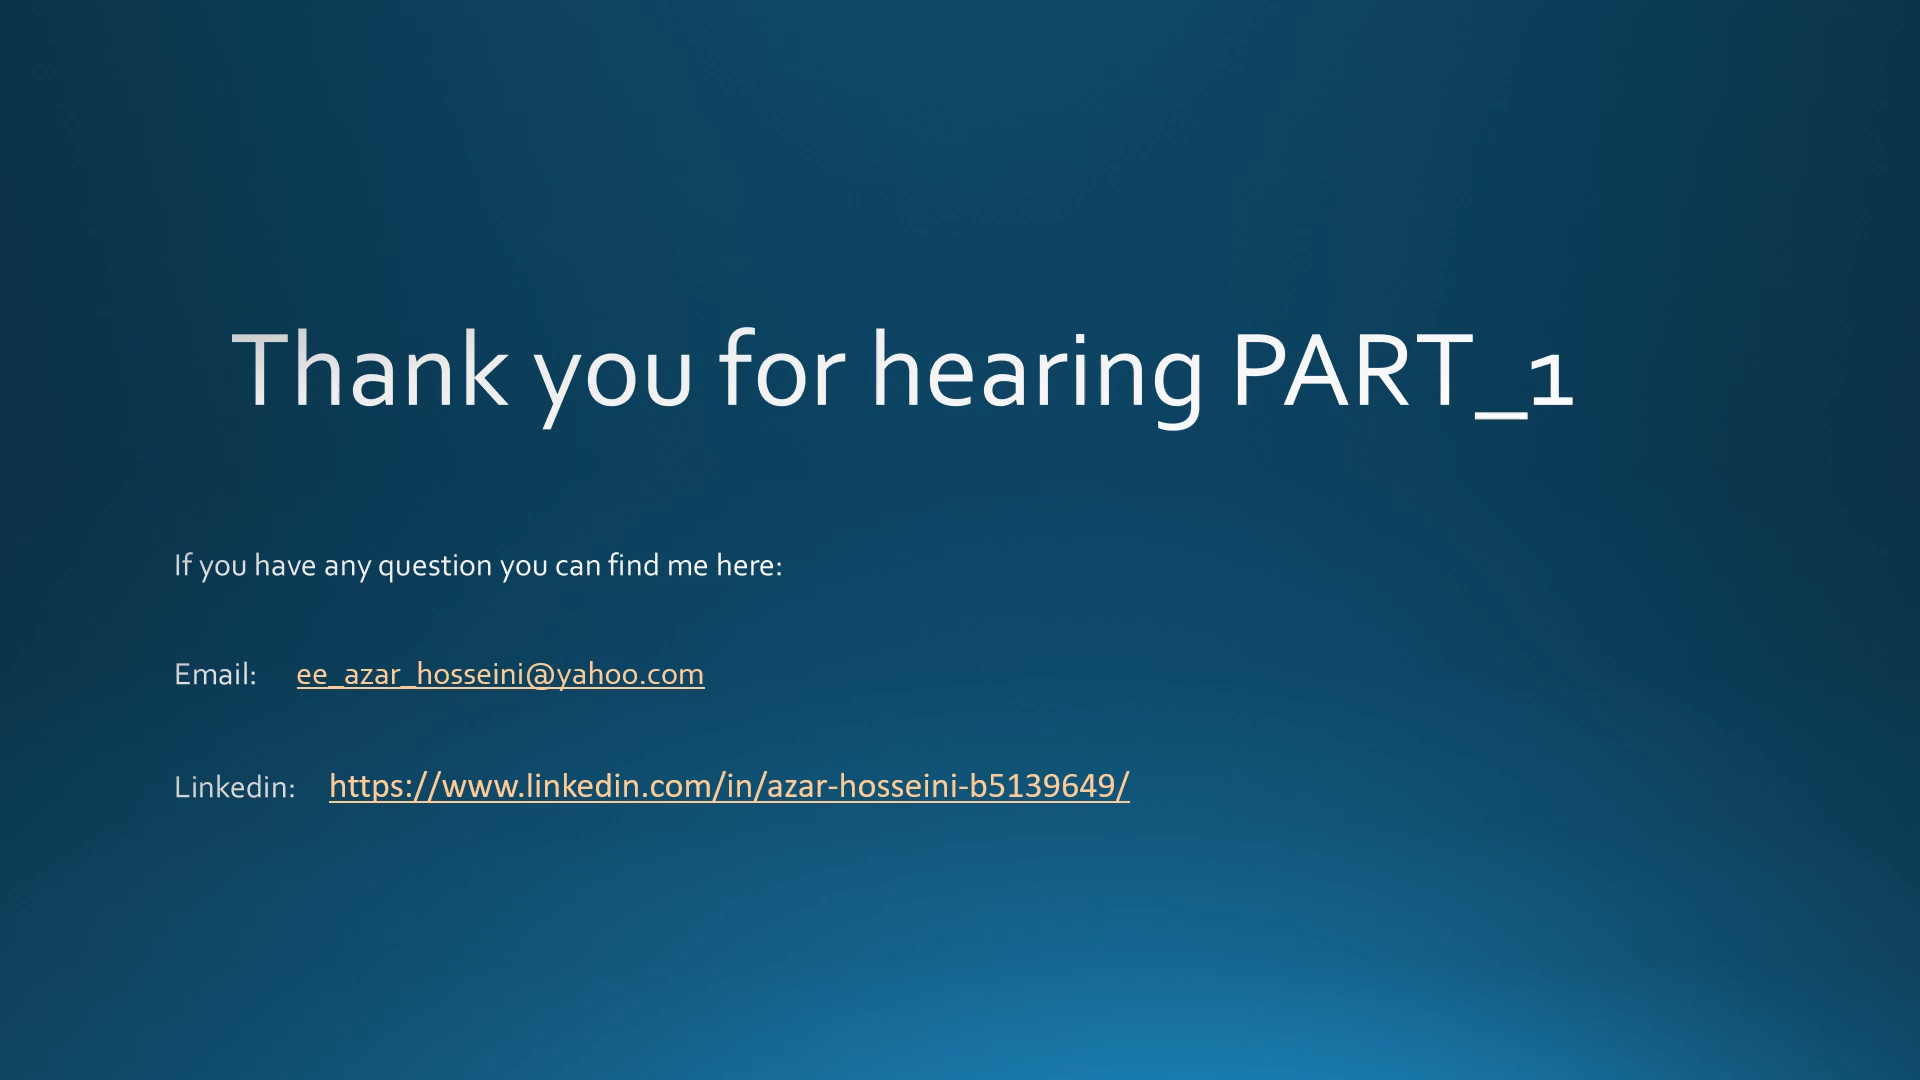 Thank you for hearing PART_1
If you have any question you can find me here:
Email: ee_azar_hosseini@yahoo.com
Linkedin: https://www.linkedin.com/in/azar-hosseini-b5139649/